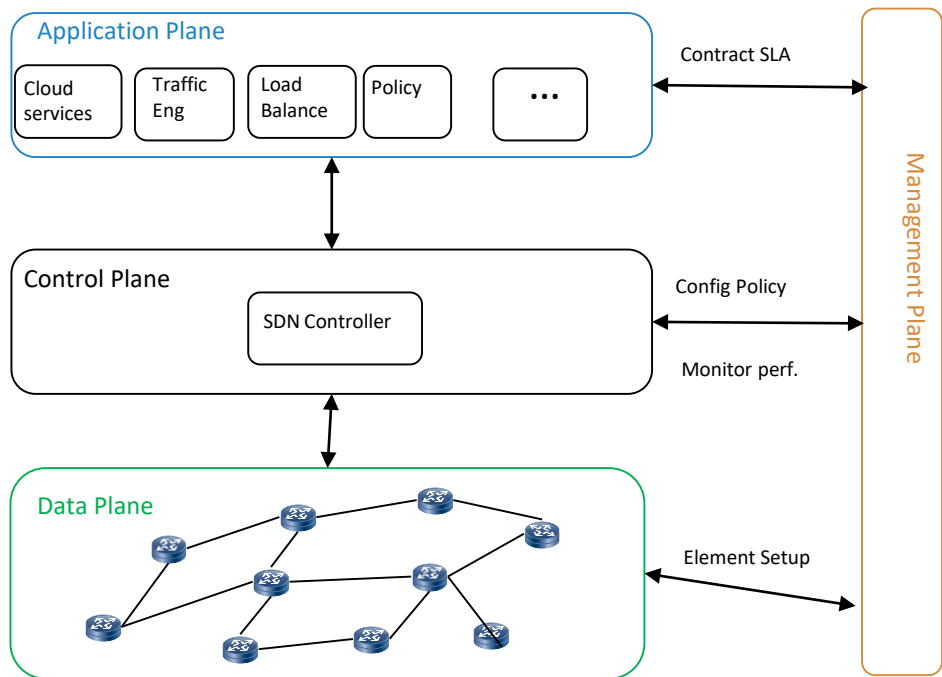 Application Plane
Cloud
services
Traffic
Eng
Load
Balance
Policy
...
Contract SLA
Management Plane
Control Plane
SDN Controller
Config Policy
Monitor perf.
Data Plane
Element Setup